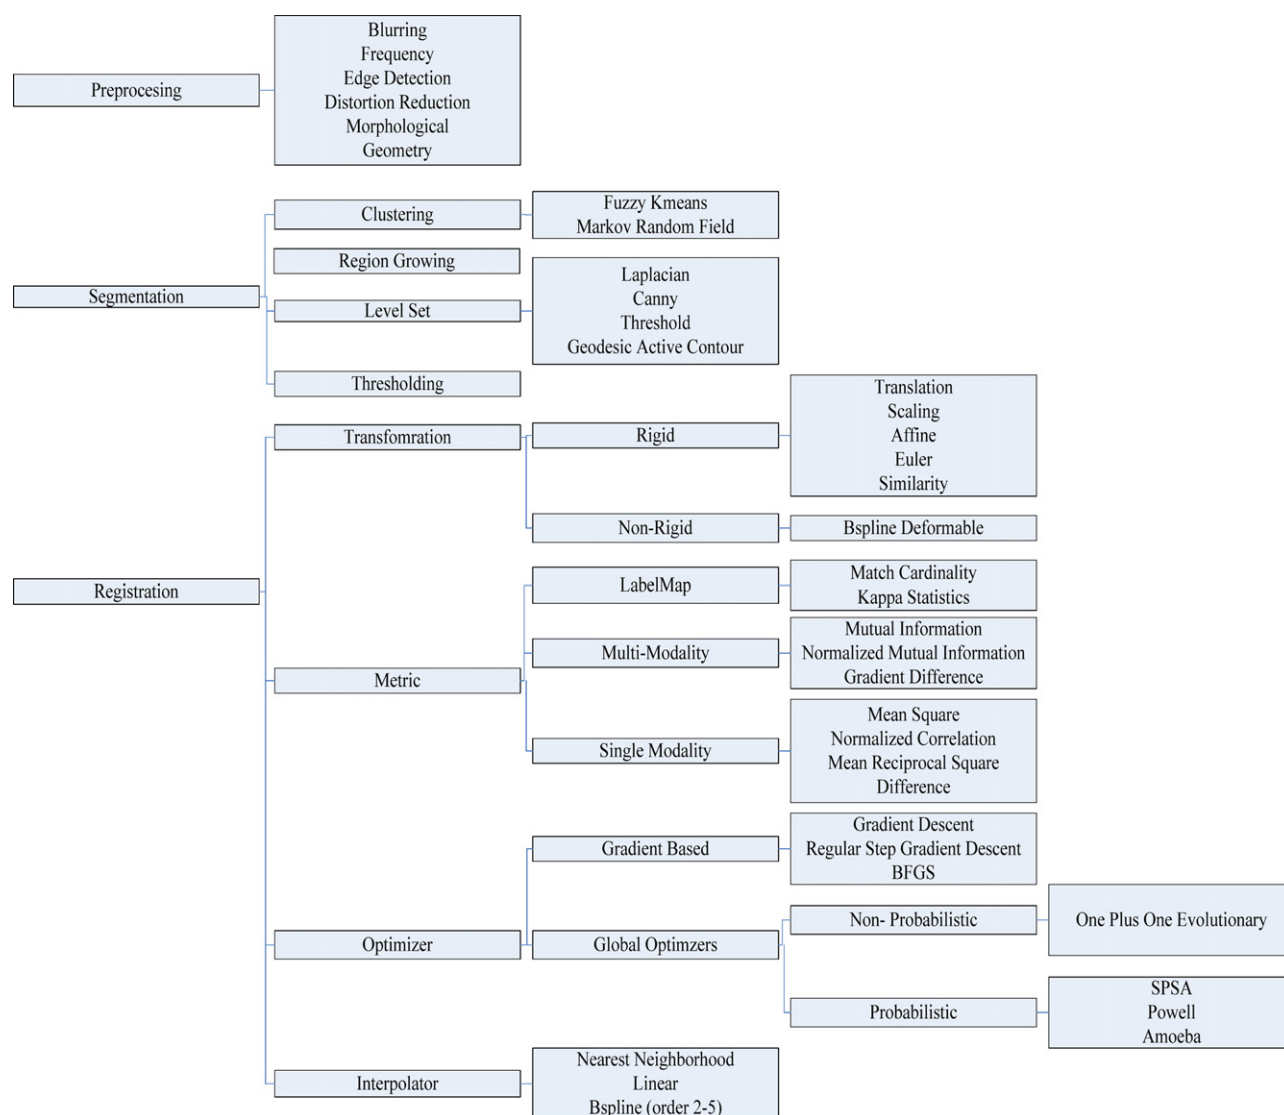 Preprocesing
Blurring
Frequency
Edge Detection
Distortion Reduction
Morphological
Geometry
Segmentation
Clustering
Fuzzy Kmeans
Markov Random Field
Region Growing
Level Set
Laplacian
Canny
Threshold
Geodesic Active Contour
Thresholding
Registration
Transfomration
Rigid
Translation
Scaling
Affine
Euler
Similarity
Non-Rigid
Bspline Deformable
Metric
LabelMap
Match Cardinality
Kappa Statistics
Multi-Modality
Mutual Information
Normalized Mutual Information
Gradient Difference
Single Modality
Mean Square
Normalized Correlation
Mean Reciprocal Square
Difference
Optimizer
Gradient Based
Gradient Descent
Regular Step Gradient Descent
BFGS
Global Optimzers
Non- Probabilistic
One Plus One Evolutionary
Probabilistic
SPSA
Powell
Amoeba
Interpolator
Nearest Neighborhood
Linear
Bspline (order 2-5)